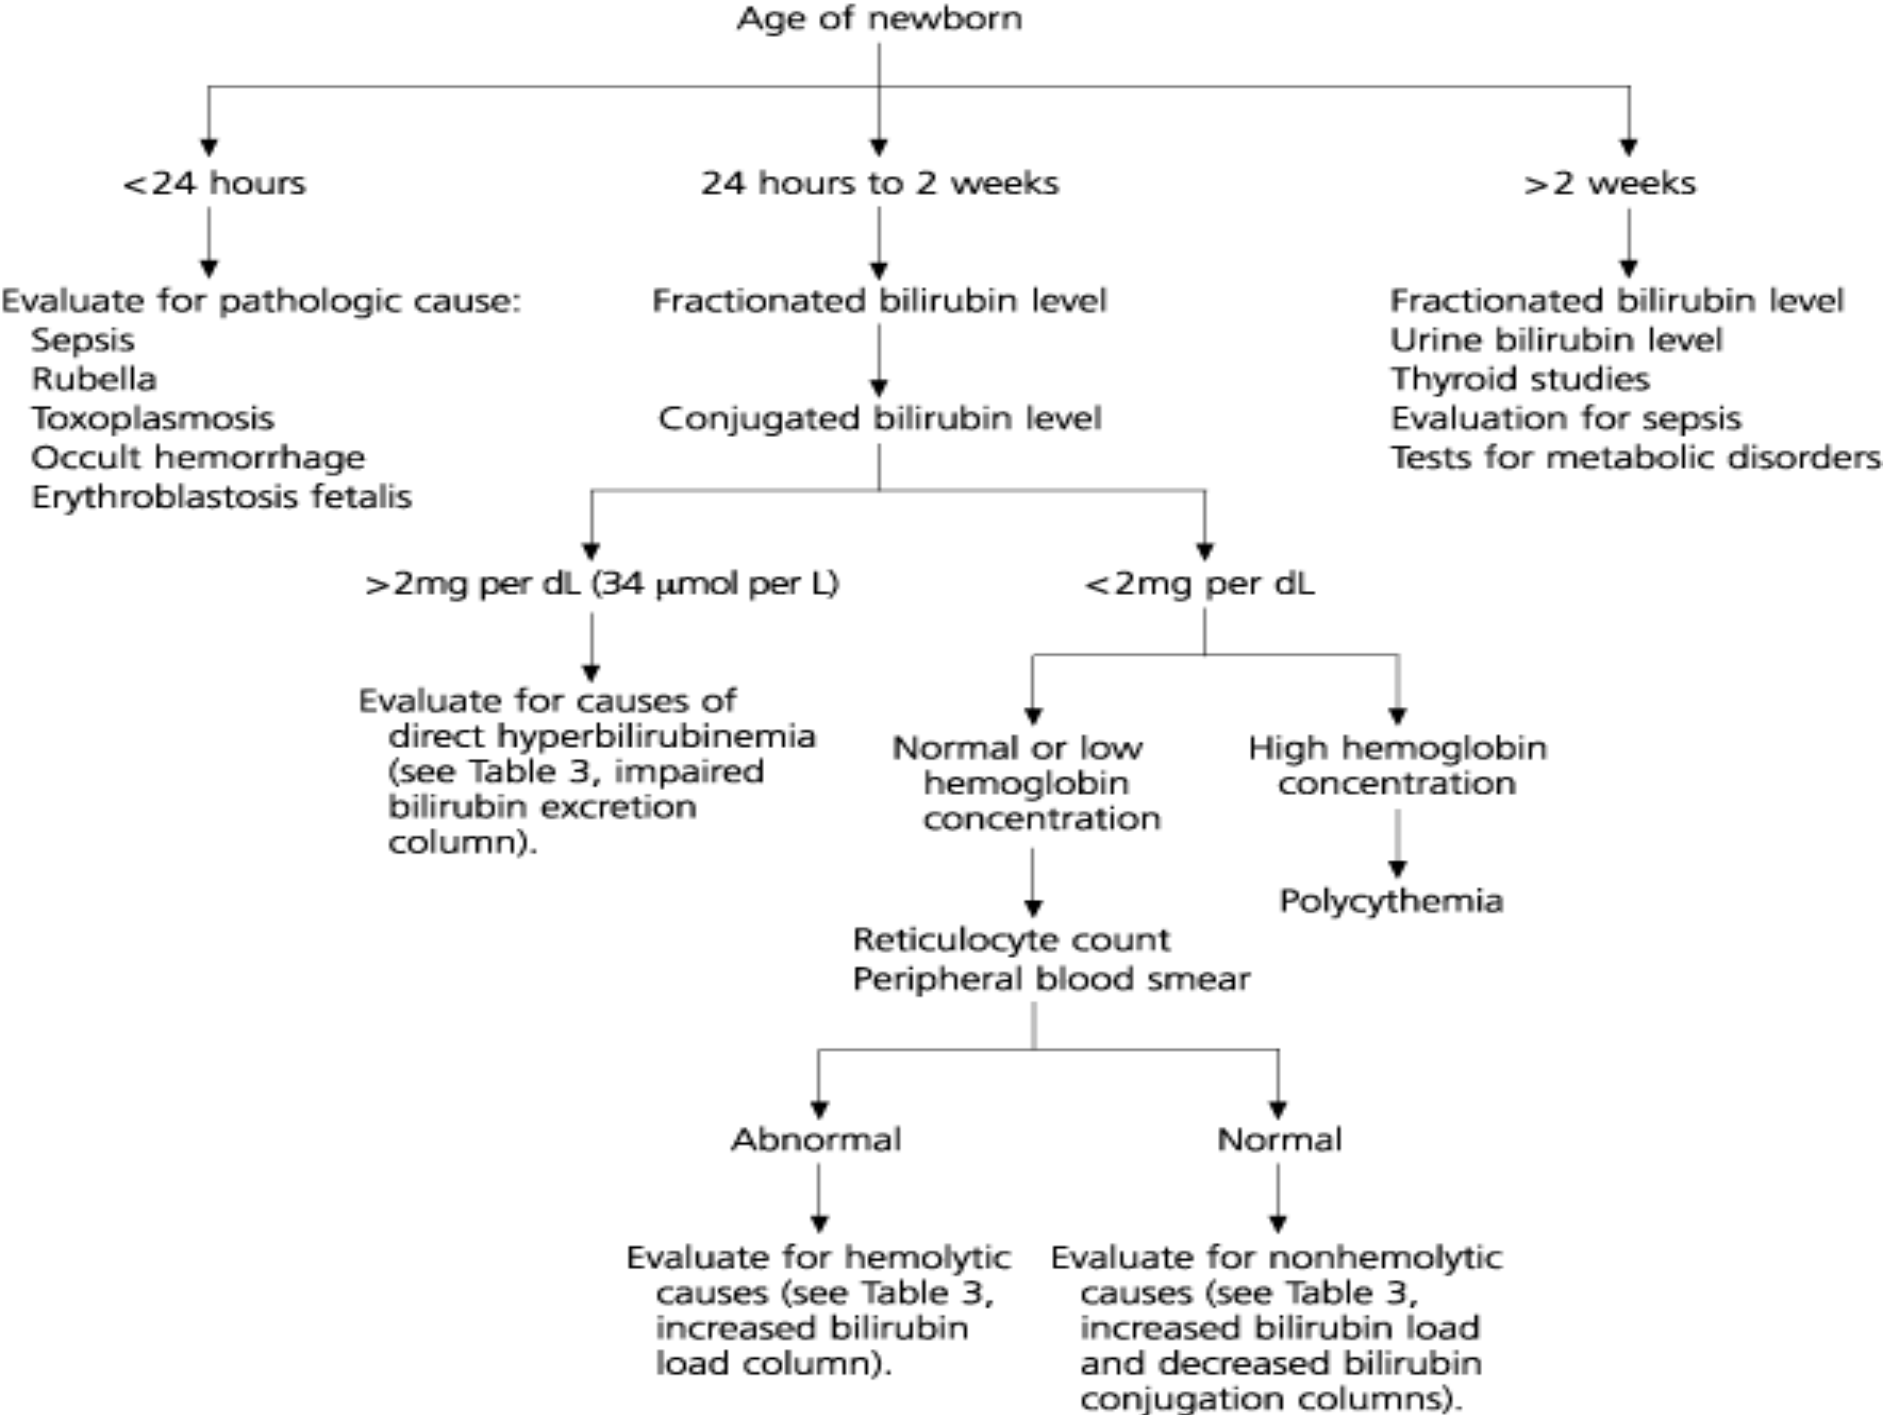 Age of newborn
<24 hours
24 hours to 2 weeks
>2 weeks
Evaluate for pathologic cause:
Sepsis
Rubella
Toxoplasmosis
Occult hemorrhage
Erythroblastosis fetalis
Fractionated bilirubin level
Conjugated bilirubin level
Fractionated bilirubin level
Urine bilirubin level
Thyroid studies
Evaluation for sepsis
Tests for metabolic disorders
>2mg per dL (34 µmol per L)
<2mg per dL
Evaluate for causes of
direct hyperbilirubinemia
(see Table 3, impaired
bilirubin excretion
column).
Normal or low
hemoglobin
concentration
High hemoglobin
concentration
Polycythemia
Reticulocyte count
Peripheral blood smear
Abnormal
Normal
Evaluate for hemolytic
causes (see Table 3,
increased bilirubin
load column).
Evaluate for nonhemolytic
causes (see Table 3,
increased bilirubin load
and decreased bilirubin
conjugation columns).